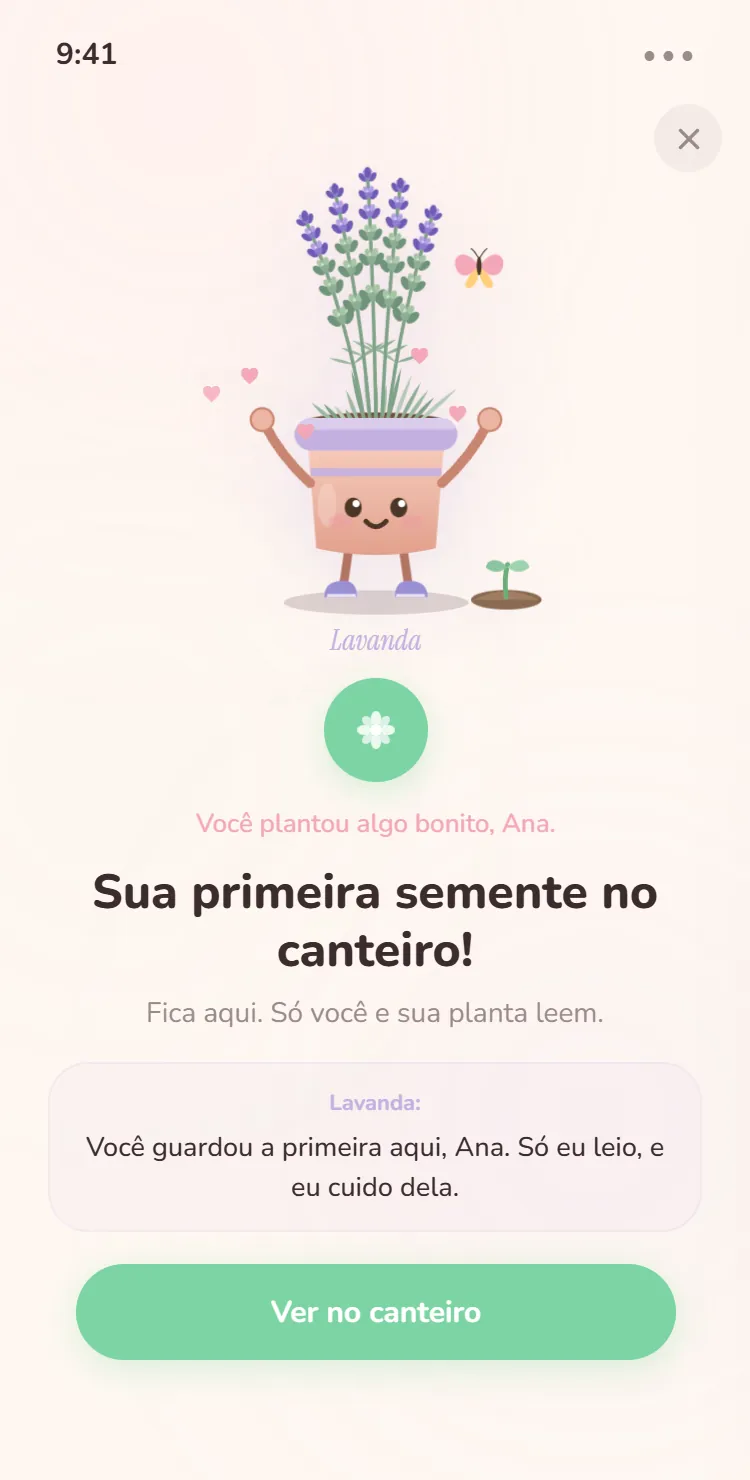 9:41
Lavanda
Você plantou algo bonito, Ana.
Sua primeira semente no
canteiro!
Fica aqui. Só você e sua planta leem.
Lavanda:
Você guardou a primeira aqui, Ana. Só eu leio, e
eu cuido dela.
Ver no canteiro